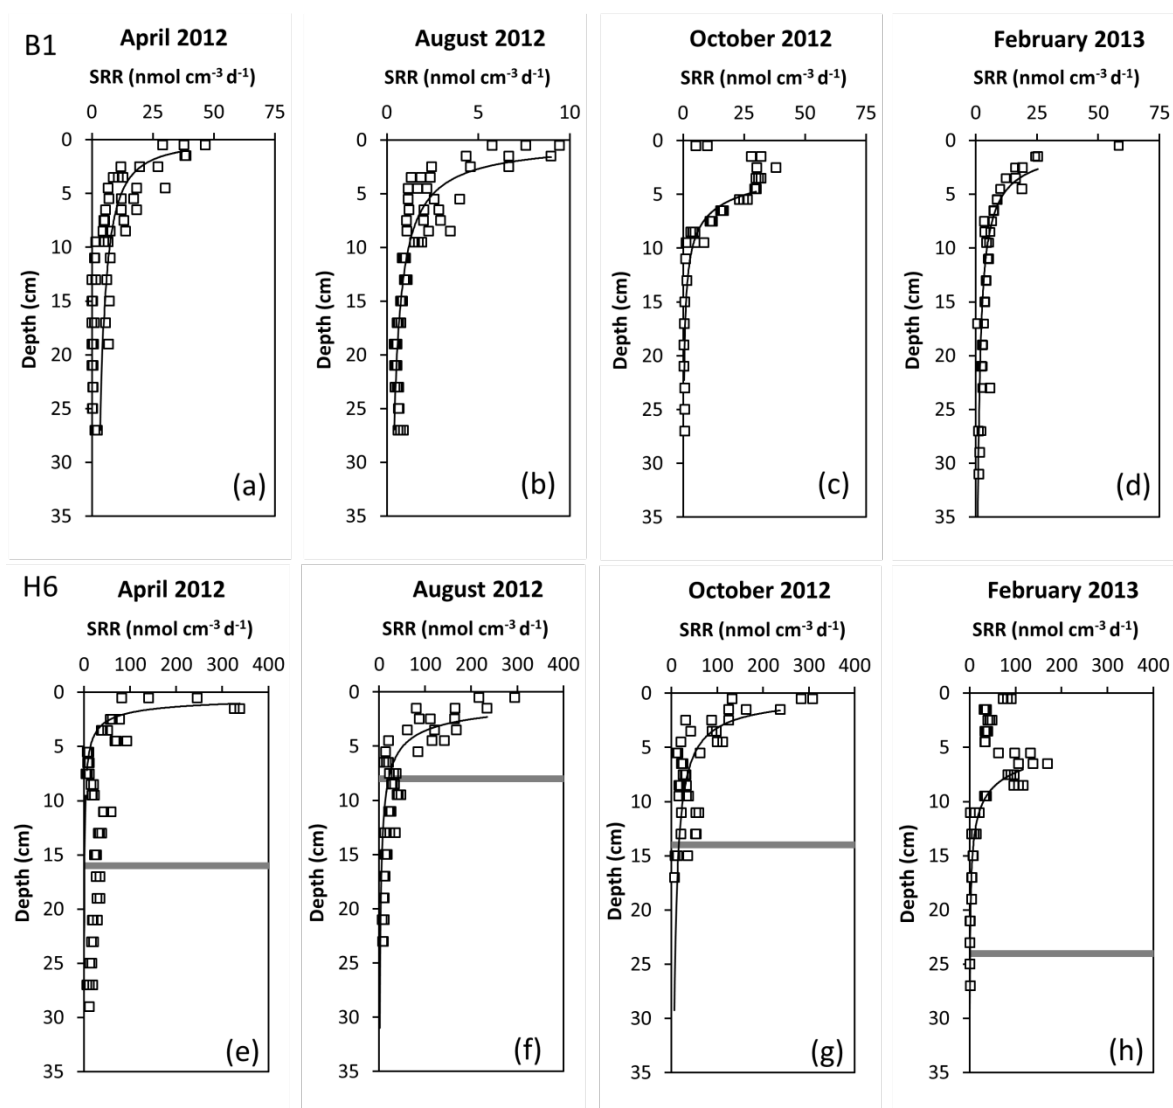 B1
April 2012
SRR (nmol cm⁻³ d⁻¹)
0 25 50 75
0
5
10
15
20
25
30
35
Depth (cm)
(a)
August 2012
SRR (nmol cm⁻³ d⁻¹)
0 5 10
0
5
10
15
20
25
30
35
Depth (cm)
(b)
October 2012
SRR (nmol cm⁻³ d⁻¹)
0 25 50 75
0
5
10
15
20
25
30
35
Depth (cm)
(c)
February 2013
SRR (nmol cm⁻³ d⁻¹)
0 25 50 75
0
5
10
15
20
25
30
35
Depth (cm)
(d)
H6
April 2012
SRR (nmol cm⁻³ d⁻¹)
0 100 200 300 400
0
5
10
15
20
25
30
35
Depth (cm)
(e)
August 2012
SRR (nmol cm⁻³ d⁻¹)
0 100 200 300 400
0
5
10
15
20
25
30
35
Depth (cm)
(f)
October 2012
SRR (nmol cm⁻³ d⁻¹)
0 100 200 300 400
0
5
10
15
20
25
30
35
Depth (cm)
(g)
February 2013
SRR (nmol cm⁻³ d⁻¹)
0 100 200 300 400
0
5
10
15
20
25
30
35
Depth (cm)
(h)